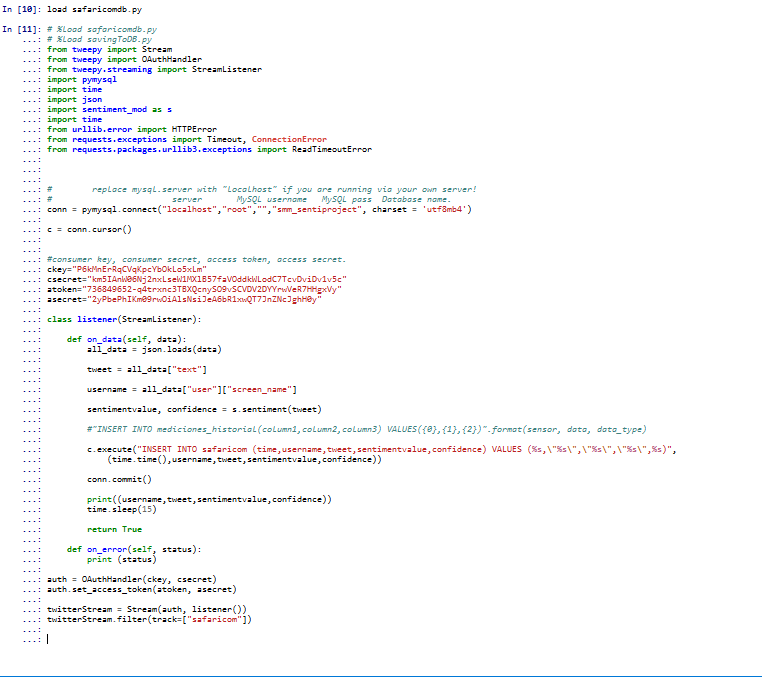 In [10]: load safaricomdb.py
In [11]: # %load safaricomdb.py
...: # %load savingToDB.py
...: from tweepy import Stream
...: from tweepy import OAuthHandler
...: from tweepy.streaming import StreamListener
...: import pymysql
...: import time
...: import json
...: import sentiment_mod as s
...: import time
...: from urllib.error import HTTPError
...: from requests.exceptions import Timeout, ConnectionError
...: from requests.packages.urllib3.exceptions import ReadTimeoutError
...:
...:
...:
...: # replace mysql.server with "localhost" if you are running via your own server!
...: # server MySQL username MySQL pass Database name.
...: conn = pymysql.connect("localhost","root","","smm_sentiproject", charset = 'utf8mb4')
...:
...: c = conn.cursor()
...:
...:
...: #consumer key, consumer secret, access token, access secret.
...: ckey=
...: csecret=
...: atoken=
...: asecret=
...:
...: class listener(StreamListener):
...:
...: def on_data(self, data):
...: all_data = json.loads(data)
...:
...: tweet = all_data["text"]
...:
...: username = all_data["user"]["screen_name"]
...:
...: sentimentvalue, confidence = s.sentiment(tweet)
...:
...: #"INSERT INTO mediciones_historial(column1,column2,column3) VALUES({0},{1},{2})".format(sensor, data, data_type)
...:
...: c.execute("INSERT INTO safaricom (time,username,tweet,sentimentvalue,confidence) VALUES (%s,\"%s\",\"%s\",\"%s\",%s)",
...: (time.time(),username,tweet,sentimentvalue,confidence))
...:
...: conn.commit()
...:
...: print((username,tweet,sentimentvalue,confidence))
...: time.sleep(15)
...:
...: return True
...:
...: def on_error(self, status):
...: print (status)
...:
...: auth = OAuthHandler(ckey, csecret)
...: auth.set_access_token(atoken, asecret)
...:
...: twitterStream = Stream(auth, listener())
...: twitterStream.filter(track=["safaricom"])
...:
...: